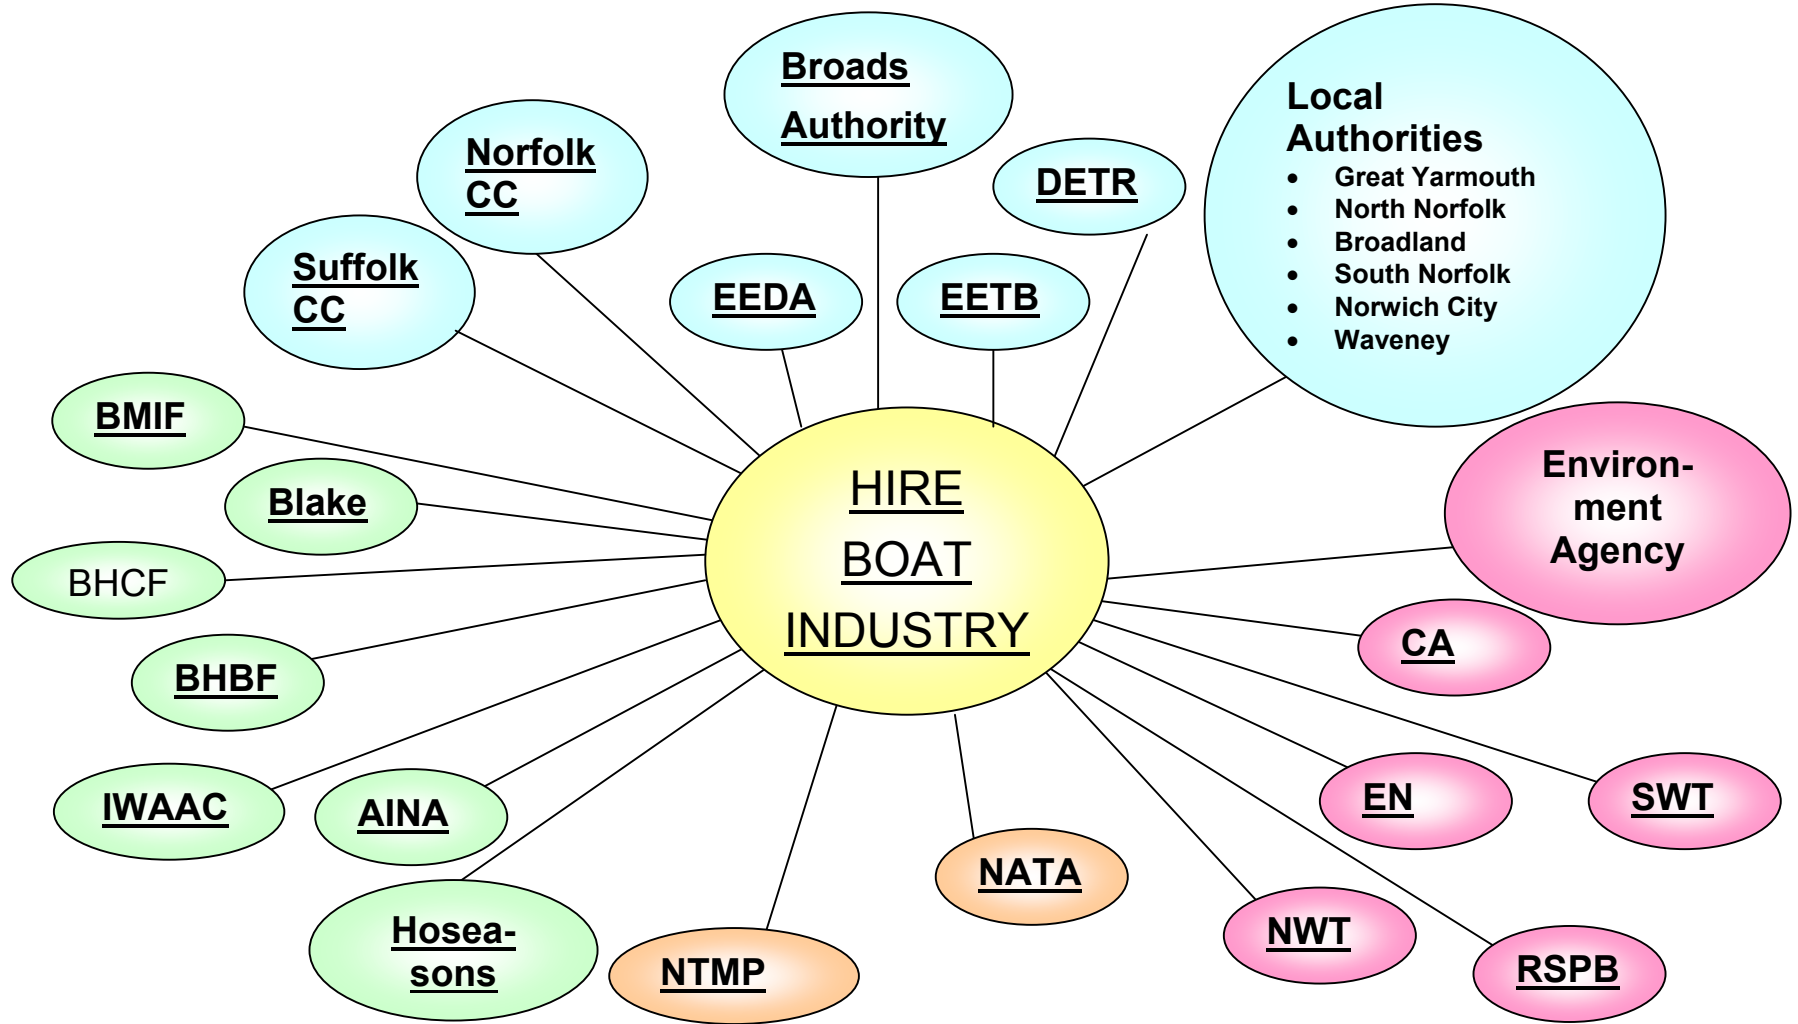 Broads
Authority
Local
Authorities
• Great Yarmouth
• North Norfolk
• Broadland
• South Norfolk
• Norwich City
• Waveney
Norfolk
CC
DETR
Suffolk
CC
EEDA
EETB
BMIF
Blake
BHCF
BHBF
IWAAC
AINA
Hosea-
sons
HIRE
BOAT
INDUSTRY
Environ-
ment
Agency
CA
EN
SWT
NATA
NTMP
NWT
RSPB